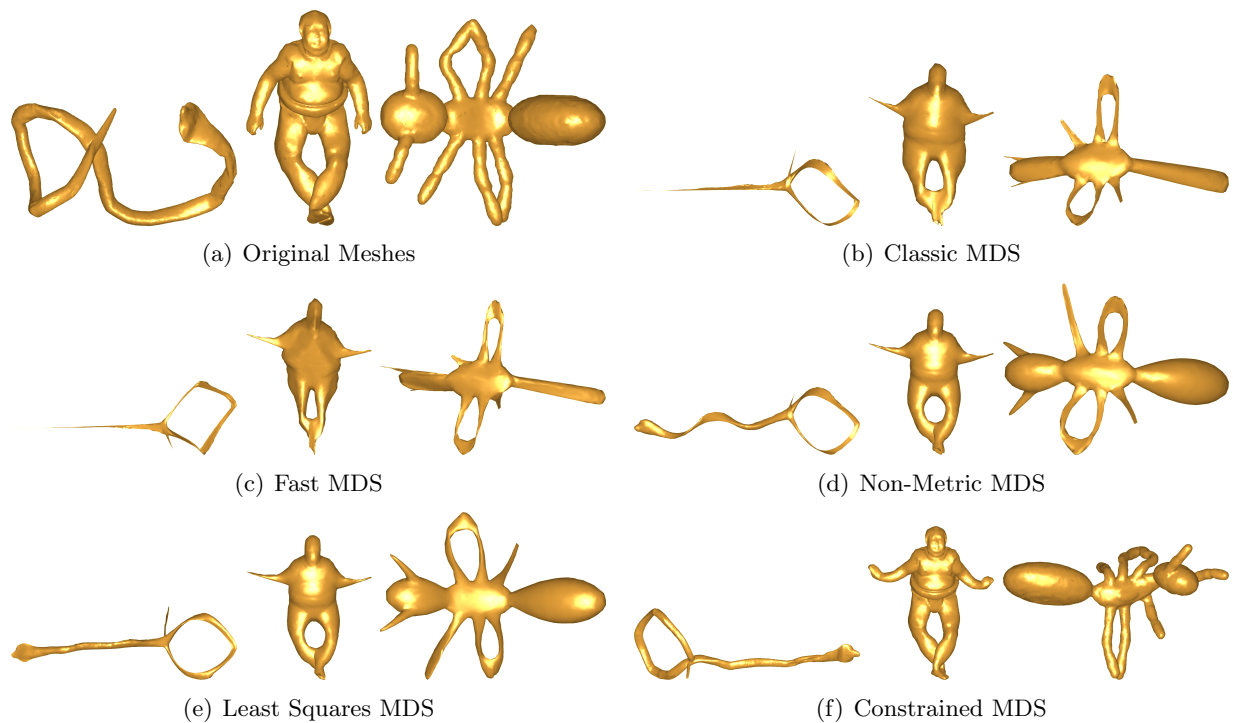 (a) Original Meshes
(b) Classic MDS
(c) Fast MDS
(d) Non-Metric MDS
(e) Least Squares MDS
(f) Constrained MDS